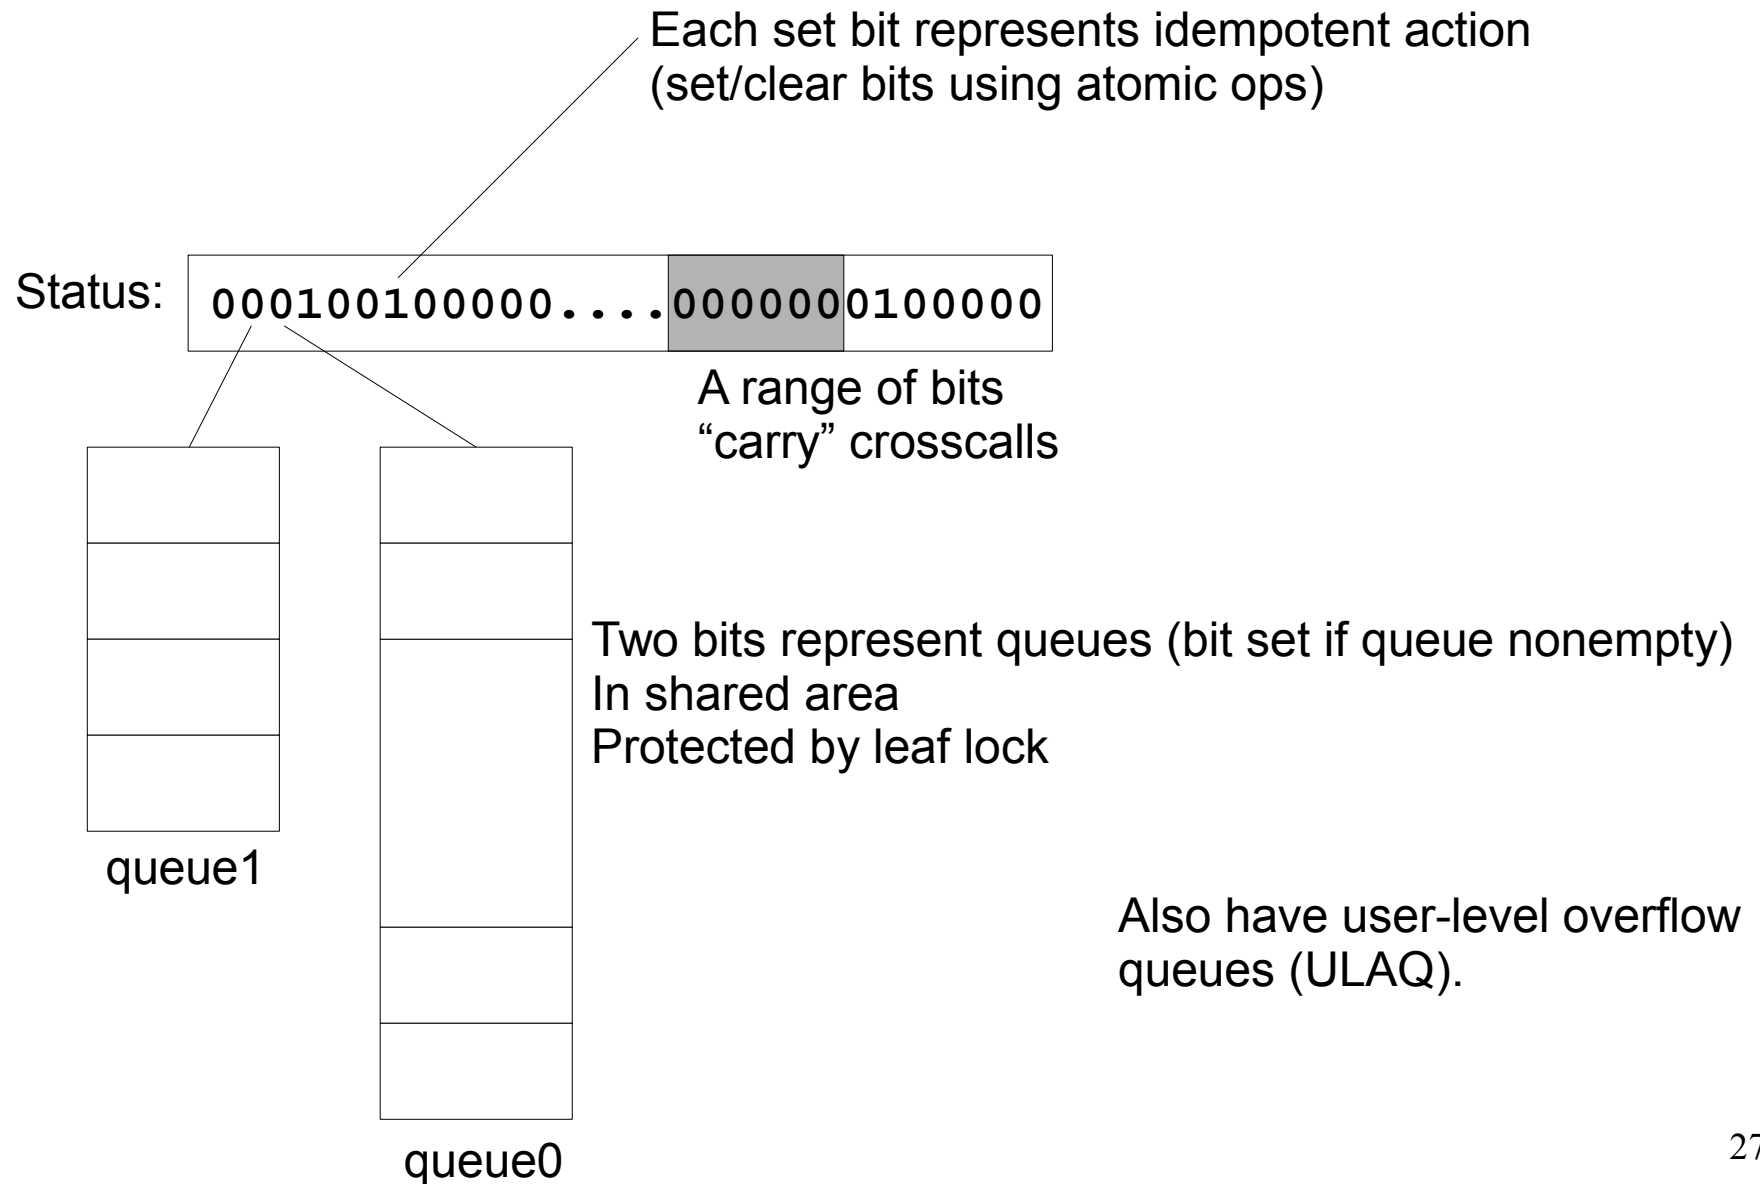 Each set bit represents idempotent action
(set/clear bits using atomic ops)
Status:
000100100000....0000000100000
A range of bits
“carry” crosscalls
Two bits represent queues (bit set if queue nonempty)
In shared area
Protected by leaf lock
queue1
Also have user-level overflow
queues (ULAQ).
queue0
27